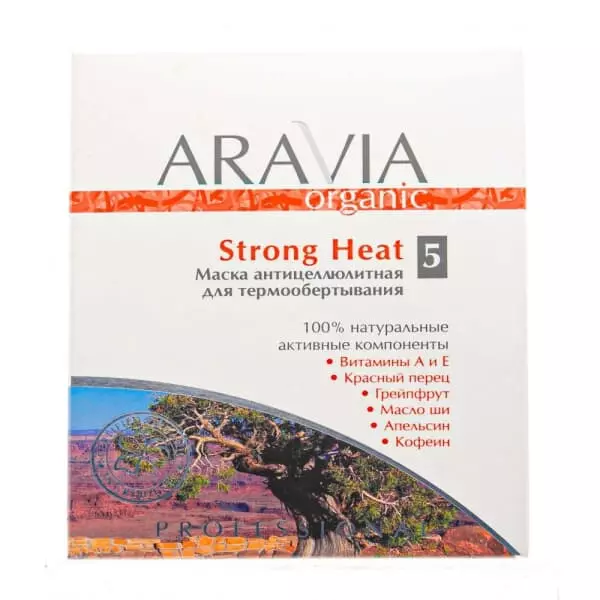 ARAVIA
organic
Strong Heat 5
Маска антицеллюлитная
для термообертывания
100% натуральные
активные компоненты
• Витамины А и Е
• Красный перец
• Грейпфрут
• Масло ши
• Апельсин
• Кофеин
PROFESSIONAL